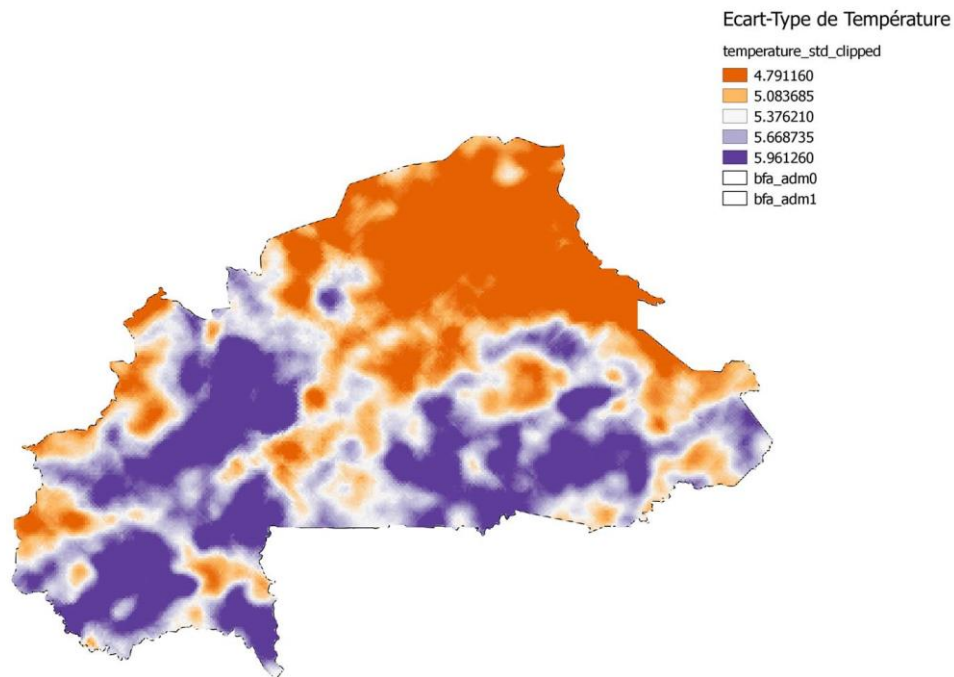 Ecart-Type de Température
temperature_std_clipped
4.791160
5.083685
5.376210
5.668735
5.961260
bfa_adm0
bfa_adm1